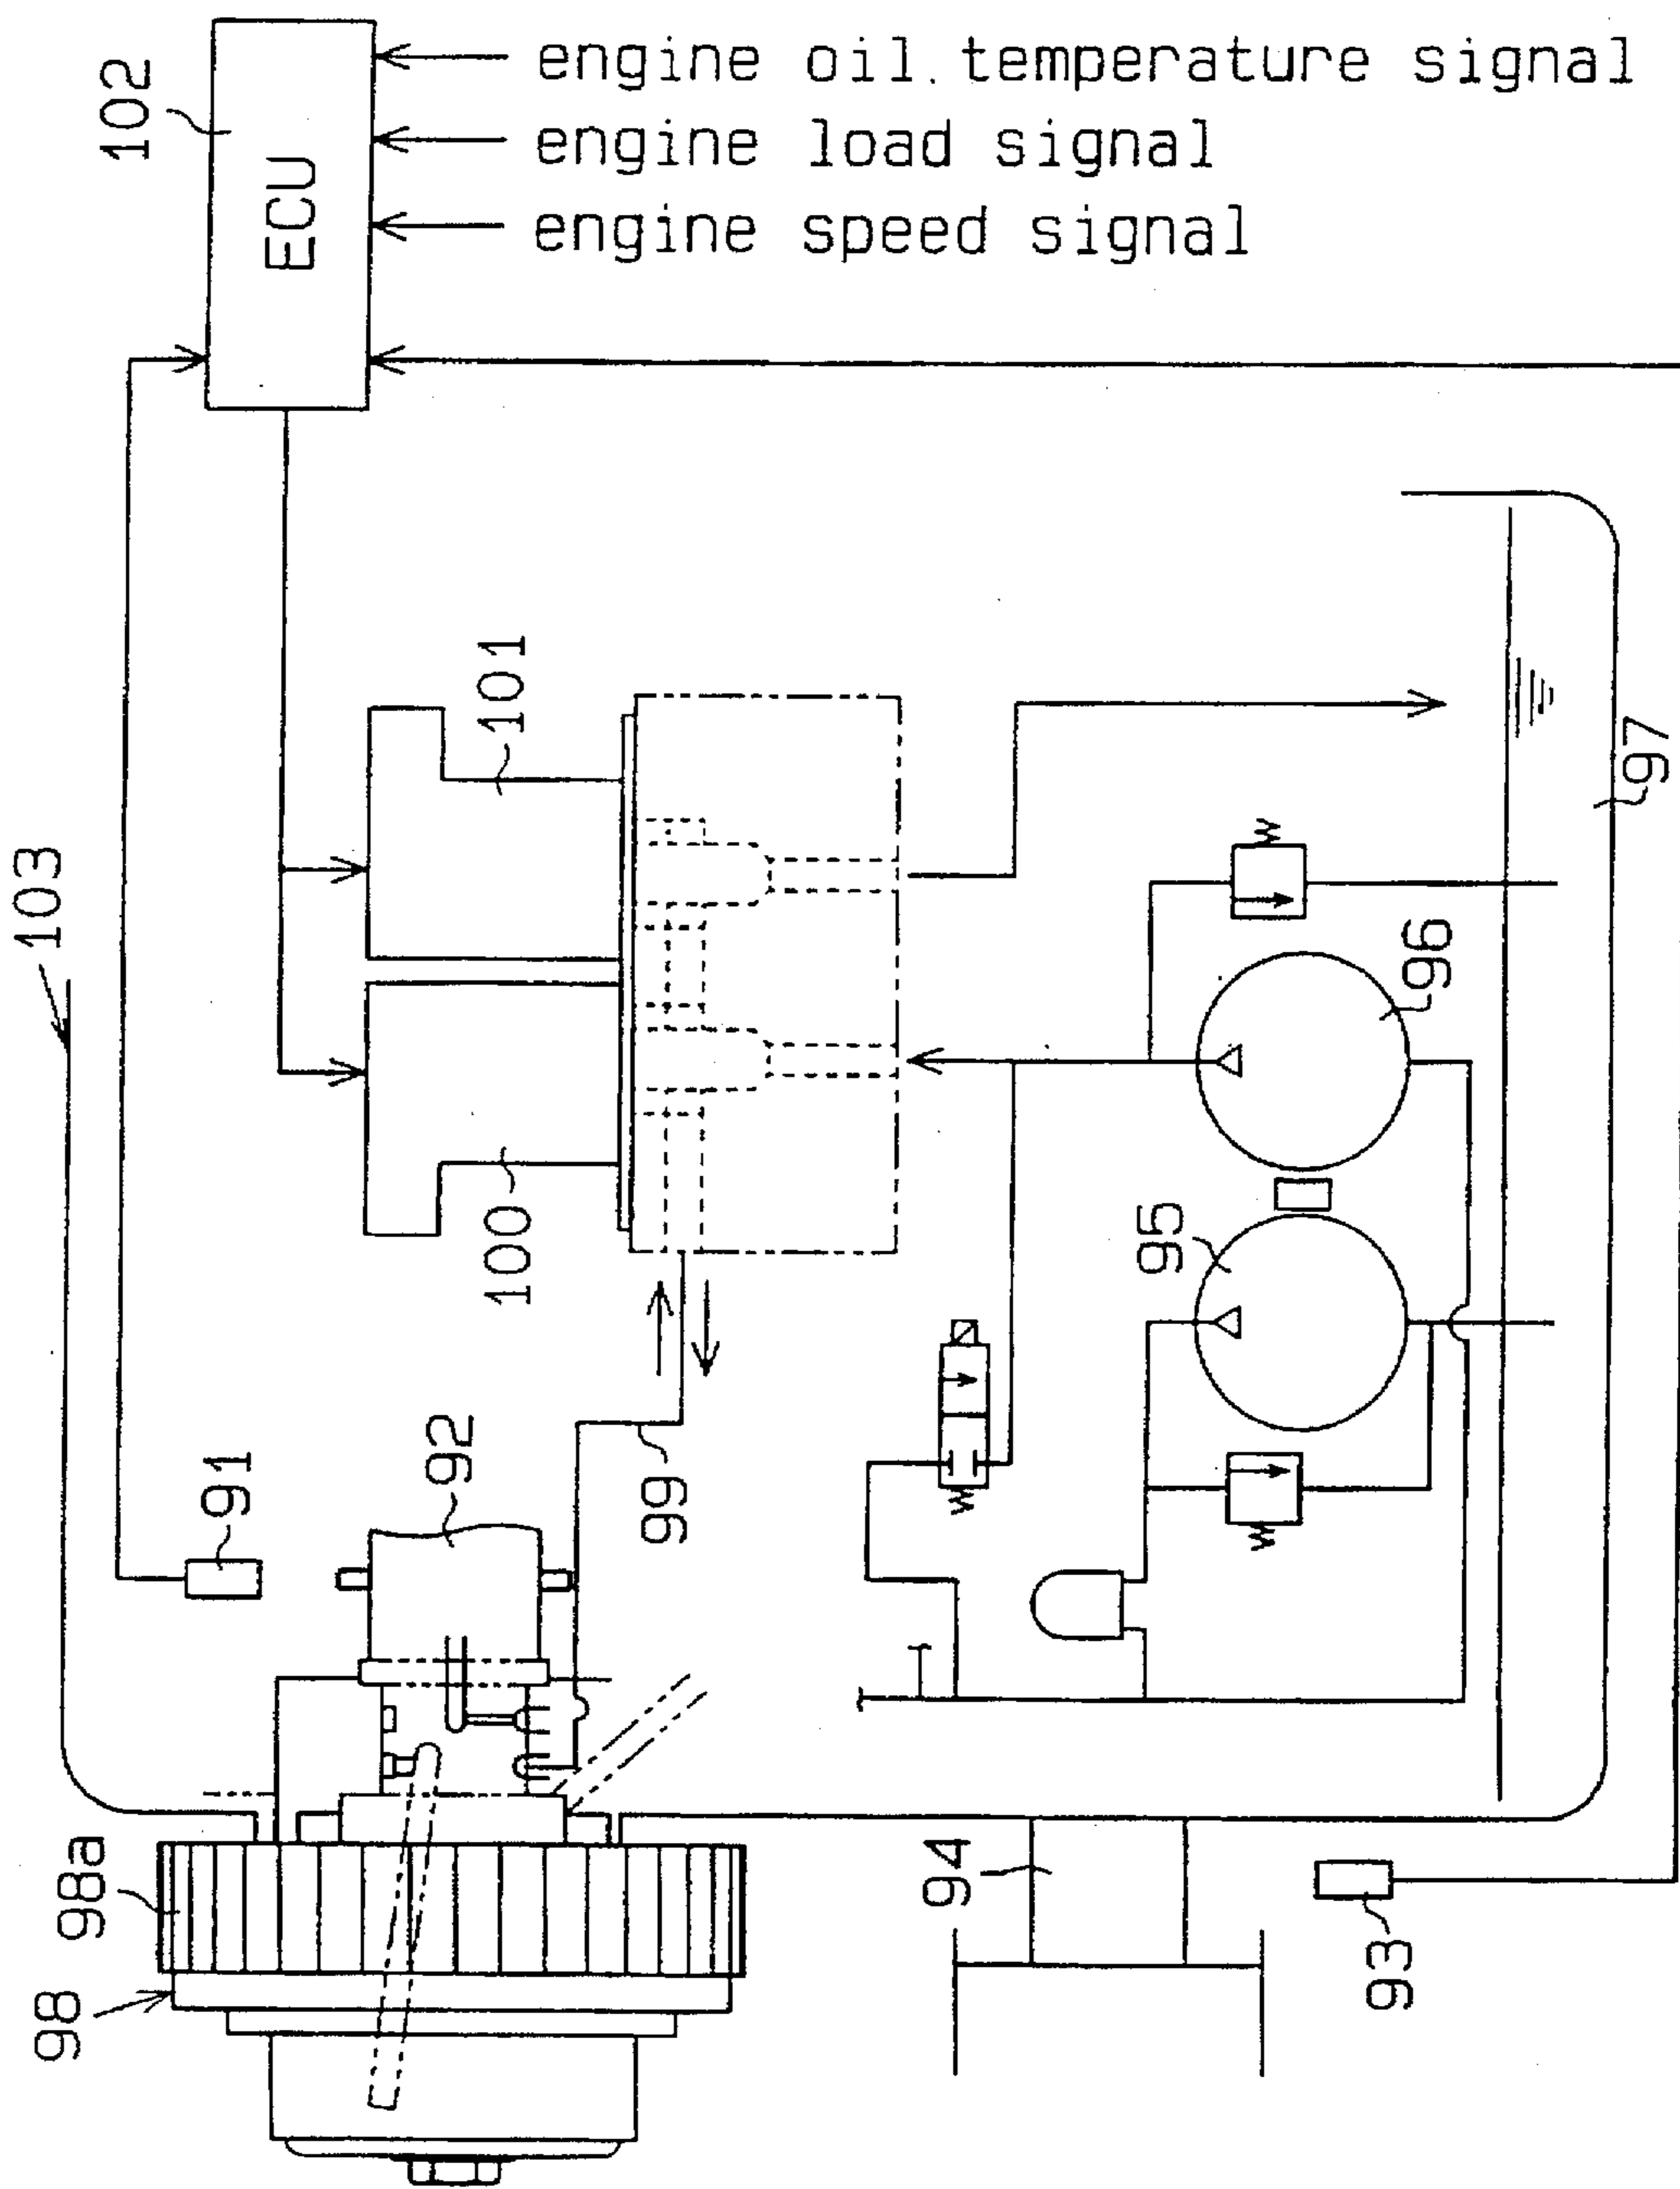 102
ECU
engine oil temperature signal
engine load signal
engine speed signal
103
101
100
91
92
99
96
95
97
98a
98
94
93